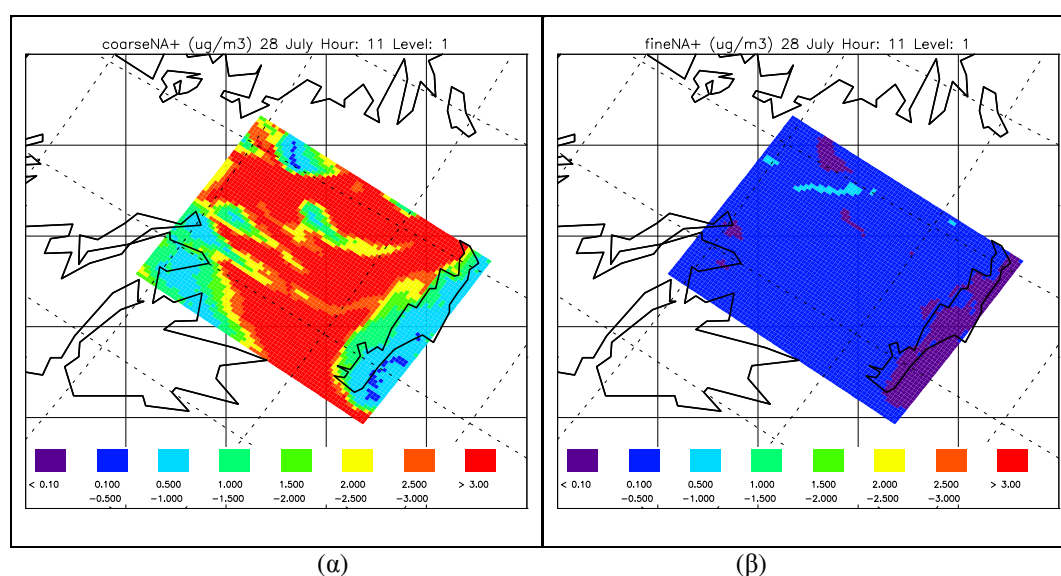 coarseNA+ (ug/m3) 28 July Hour: 11 Level: 1
< 0.10 0.100 0.500 1.000 1.500 2.000 2.500 > 3.00
-0.500 -1.000 -1.500 -2.000 -2.500 -3.000
fineNA+ (ug/m3) 28 July Hour: 11 Level: 1
< 0.10 0.100 0.500 1.000 1.500 2.000 2.500 > 3.00
-0.500 -1.000 -1.500 -2.000 -2.500 -3.000
(α) (β)